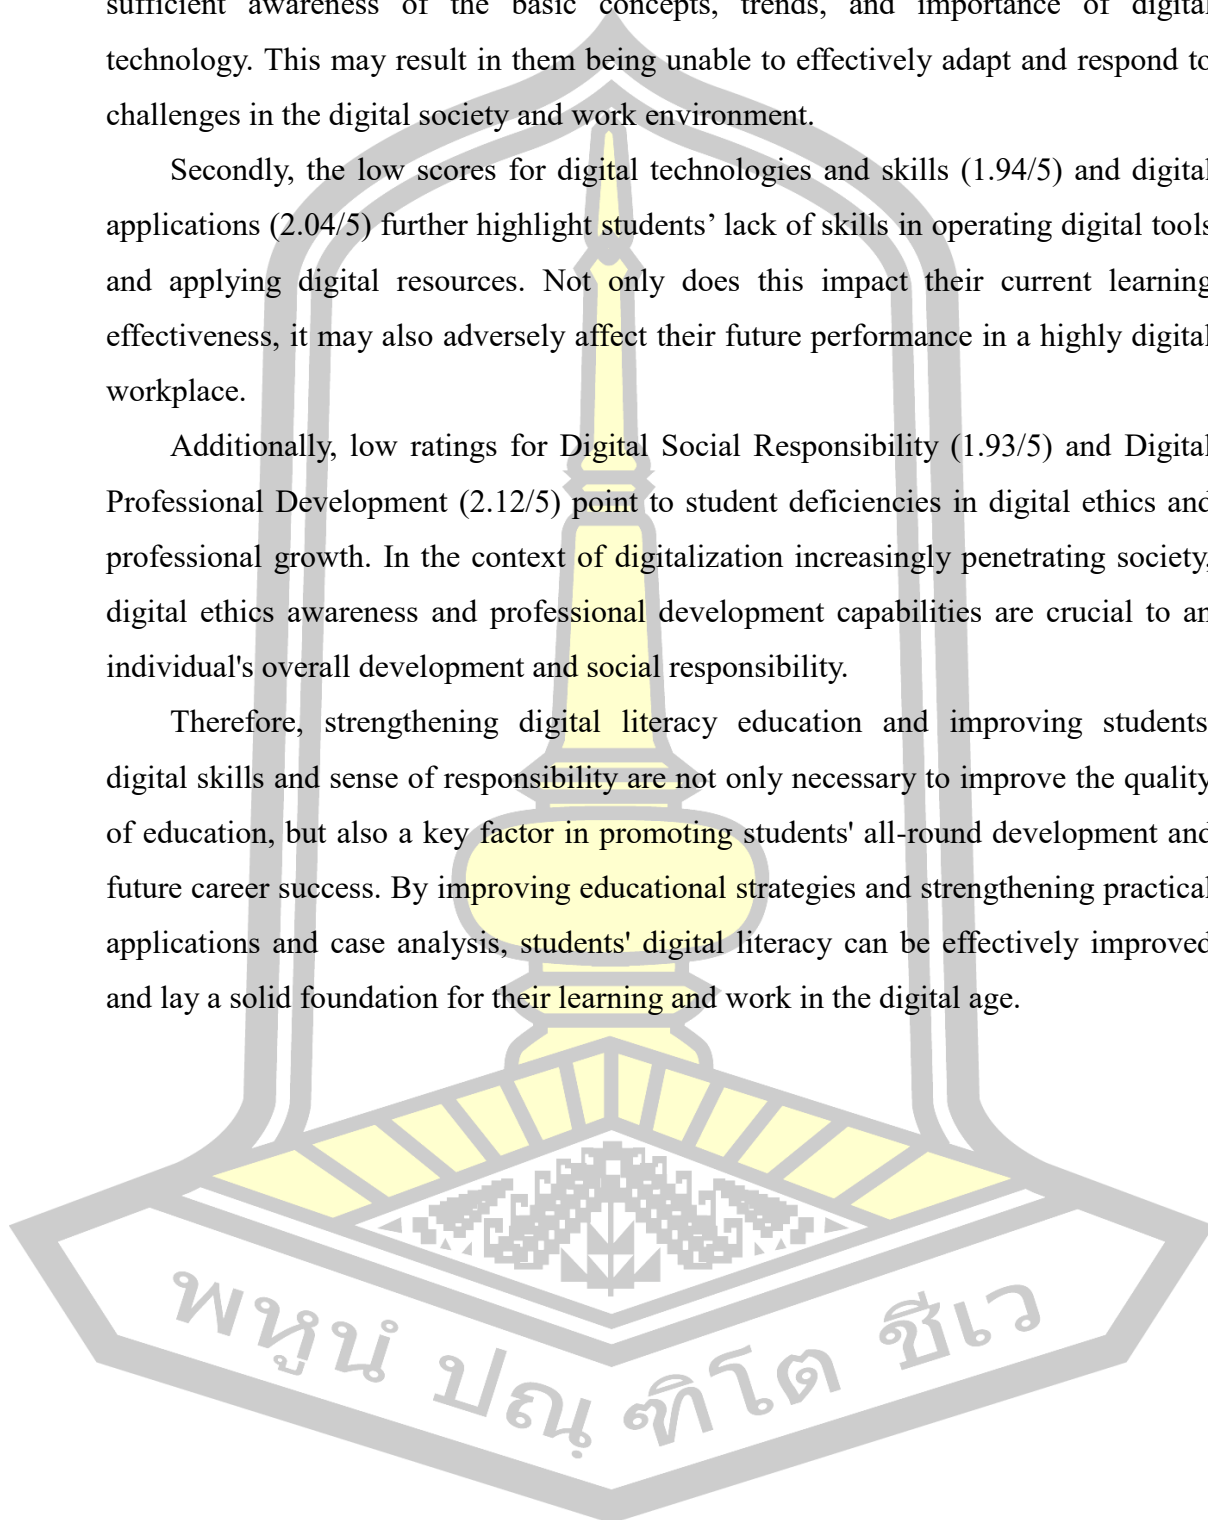 sufficient awareness of the basic concepts, trends, and importance of digital
technology. This may result in them being unable to effectively adapt and respond to
challenges in the digital society and work environment.
Secondly, the low scores for digital technologies and skills (1.94/5) and digital
applications (2.04/5) further highlight students’ lack of skills in operating digital tools
and applying digital resources. Not only does this impact their current learning
effectiveness, it may also adversely affect their future performance in a highly digital
workplace.
Additionally, low ratings for Digital Social Responsibility (1.93/5) and Digital
Professional Development (2.12/5) point to student deficiencies in digital ethics and
professional growth. In the context of digitalization increasingly penetrating society,
digital ethics awareness and professional development capabilities are crucial to an
individual's overall development and social responsibility.
Therefore, strengthening digital literacy education and improving students
digital skills and sense of responsibility are not only necessary to improve the quality
of education, but also a key factor in promoting students' all-round development and
future career success. By improving educational strategies and strengthening practical
applications and case analysis, students' digital literacy can be effectively improved
and lay a solid foundation for their learning and work in the digital age.
พหูนํ ปณฺฑิโต ชีเว